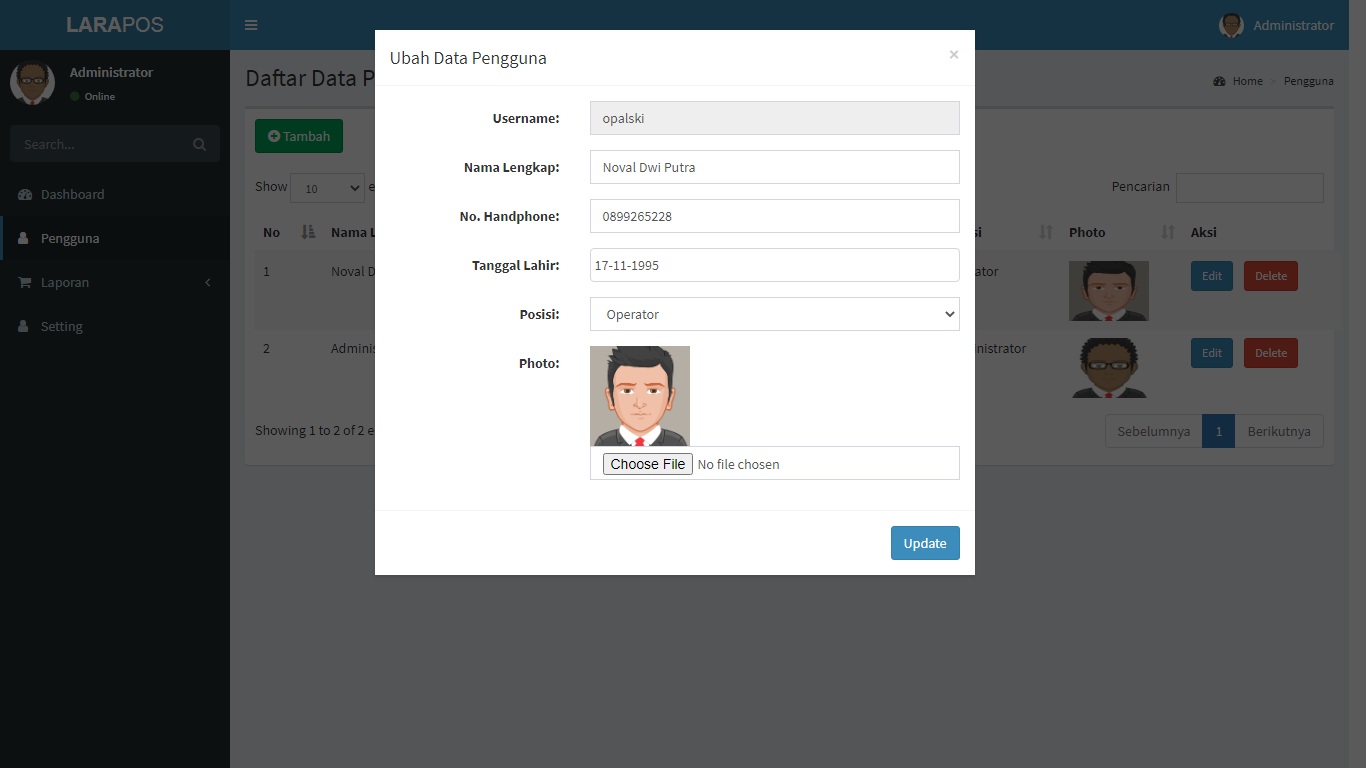 LARAPOS
Administrator
Ubah Data Pengguna ×
Administrator
Online
Daftar Data P
Home > Pengguna
Username: opalski
Tambah
Search...
Nama Lengkap: Noval Dwi Putra
Show 10 e
Pencarian
Dashboard
No. Handphone: 0899265228
No Nama L
si Photo Aksi
Pengguna
Tanggal Lahir: 17-11-1995
1 Noval D
ator Edit Delete
Laporan
Posisi: Operator
Setting
2 Adminis
nistrator Edit Delete
Photo:
Showing 1 to 2 of 2 e
Sebelumnya 1 Berikutnya
Choose File No file chosen
Update